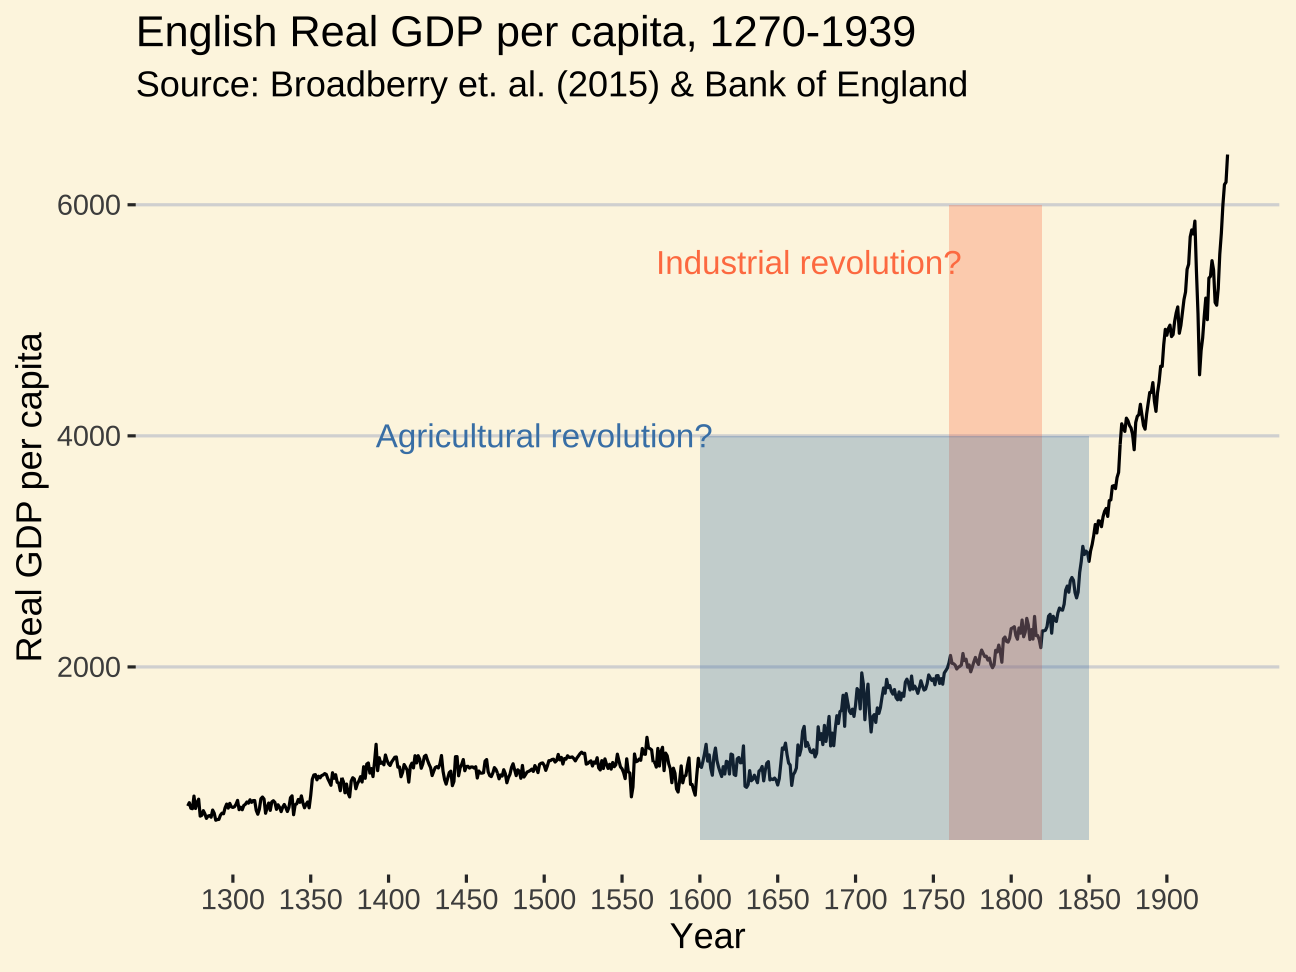 English Real GDP per capita, 1270-1939
Source: Broadberry et. al. (2015) & Bank of England
6000
Industrial revolution?
Real GDP per capita
4000
Agricultural revolution?
2000
1300 1350 1400 1450 1500 1550 1600 1650 1700 1750 1800 1850 1900
Year